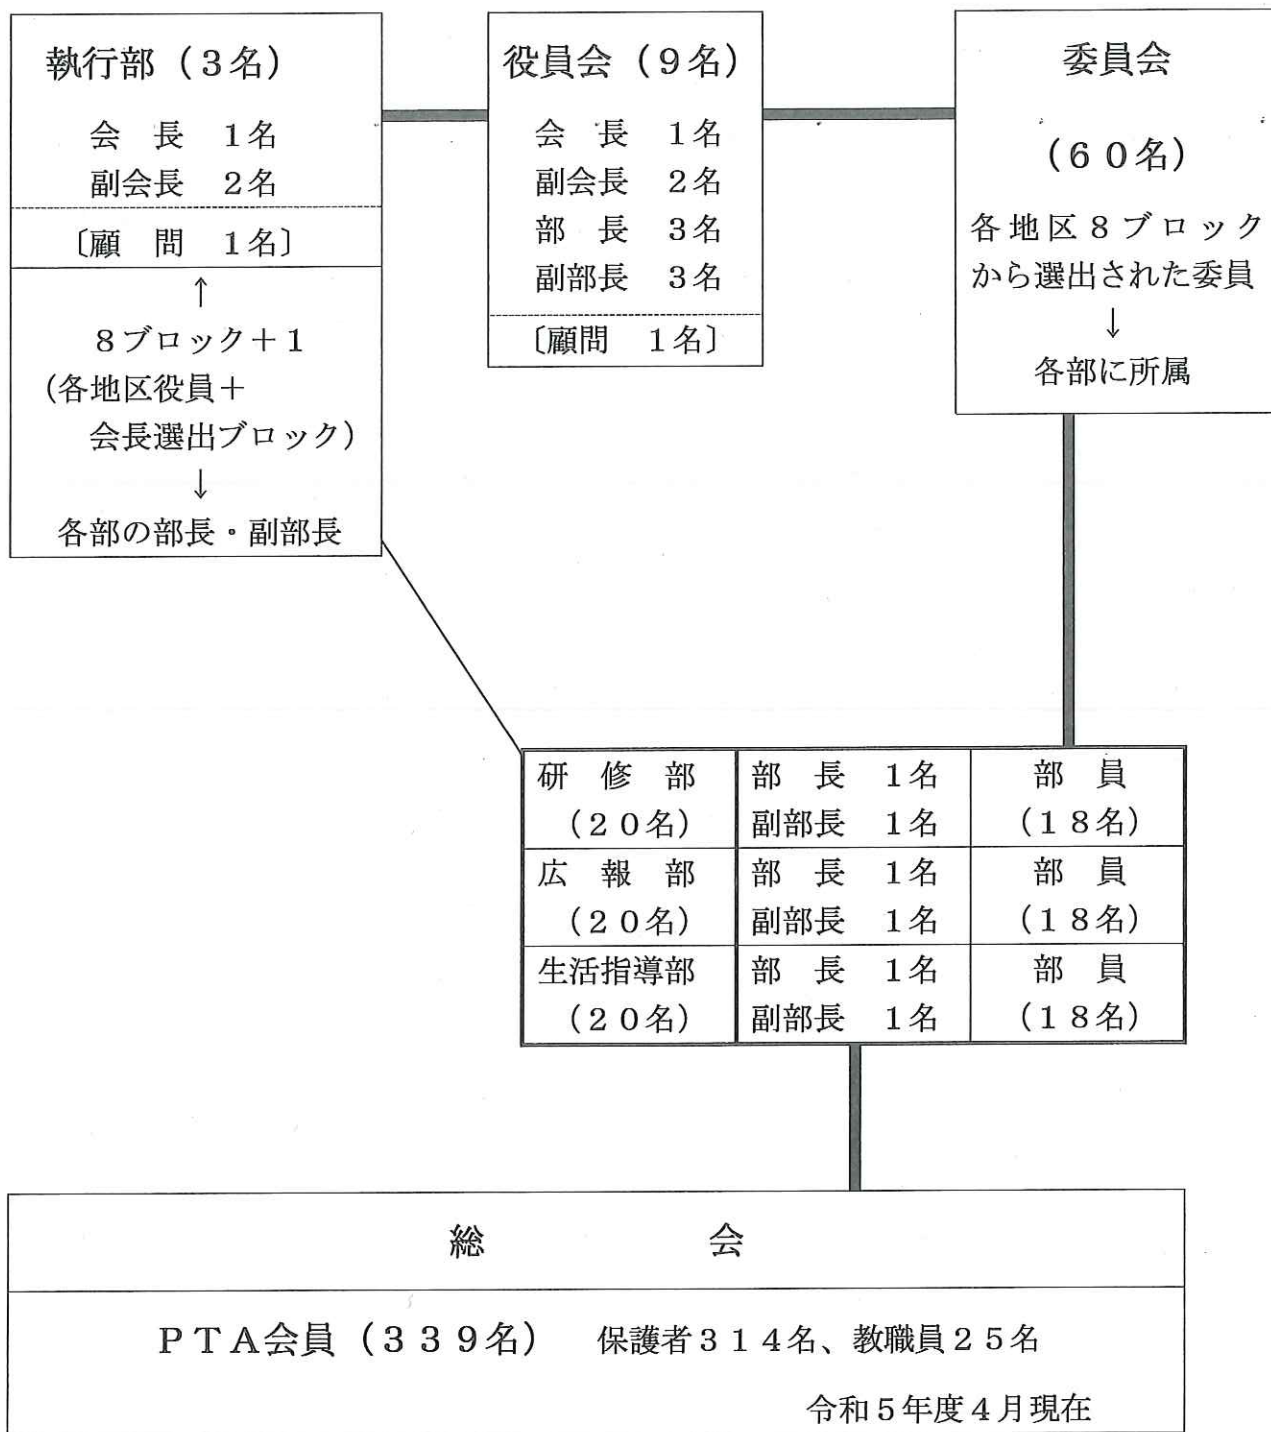 執行部（３名）
会　長　１名
副会長　２名
〔顧　問　１名〕
↑
８ブロック＋１
（各地区役員＋
会長選出ブロック）
↓
各部の部長・副部長
役員会（９名）
会　長　１名
副会長　２名
部　長　３名
副部長　３名
〔顧問　１名〕
委員会
（６０名）
各地区８ブロック
から選出された委員
↓
各部に所属
研　修　部　部　長　１名　部　員
（２０名）　副部長　１名　（１８名）
広　報　部　部　長　１名　部　員
（２０名）　副部長　１名　（１８名）
生活指導部　部　長　１名　部　員
（２０名）　副部長　１名　（１８名）
総　会
ＰＴＡ会員（３３９名）　保護者３１４名、教職員２５名
令和５年度４月現在